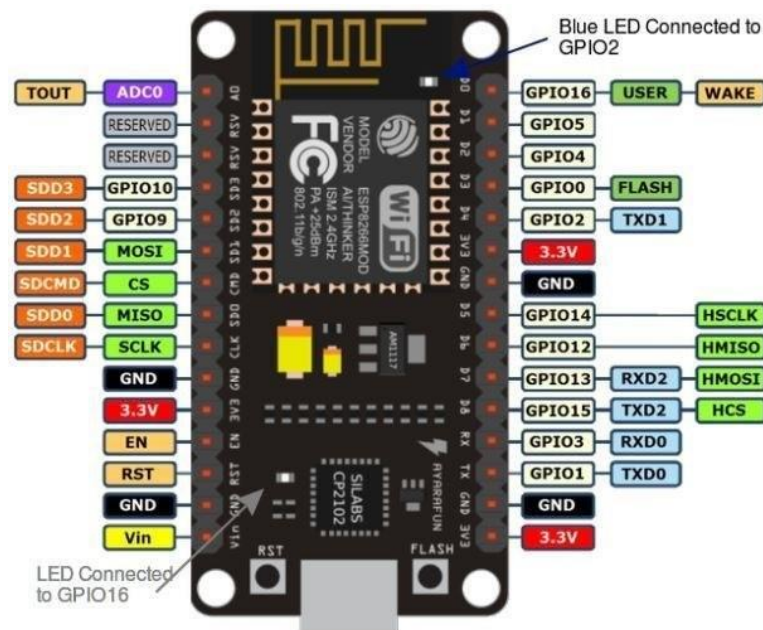 Blue LED Connected to
GPIO2
TOUT ADC0 A0 D0 GPIO16 USER WAKE
RESERVED RSV D1 GPIO5
RESERVED RSV D2 GPIO4
SDD3 GPIO10 SD3 D3 GPIO0 FLASH
SDD2 GPIO9 SD2 D4 GPIO2 TXD1
SDD1 MOSI SD1 3V3 3.3V
SDCMD CS CMD GND GND
SDD0 MISO SD0 D5 GPIO14 HSCLK
SDCLK SCLK CLK D6 GPIO12 HMISO
GND GND D7 GPIO13 RXD2 HMOSI
3.3V 3V3 D8 GPIO15 TXD2 HCS
EN EN RX GPIO3 RXD0
RST RST TX GPIO1 TXD0
GND GND GND GND
Vin Vin 3V3 3.3V
MODEL ESP8266MOD
VENDOR AI/THINKER
ISM 2.4GHz
PA +25dBm
802.11b/g/n
FC
WiFi
AM1117
SILABS
CP2102
AYARAFUN
RST
FLASH
LED Connected
to GPIO16